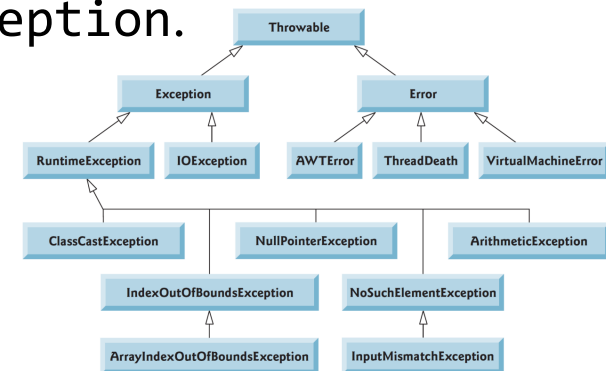 eption.
Throwable
Exception
Error
RuntimeException
IOException
AWTError
ThreadDeath
VirtualMachineError
ClassCastException
NullPointerException
ArithmeticException
IndexOutOfBoundsException
NoSuchElementException
ArrayIndexOutOfBoundsException
InputMismatchException